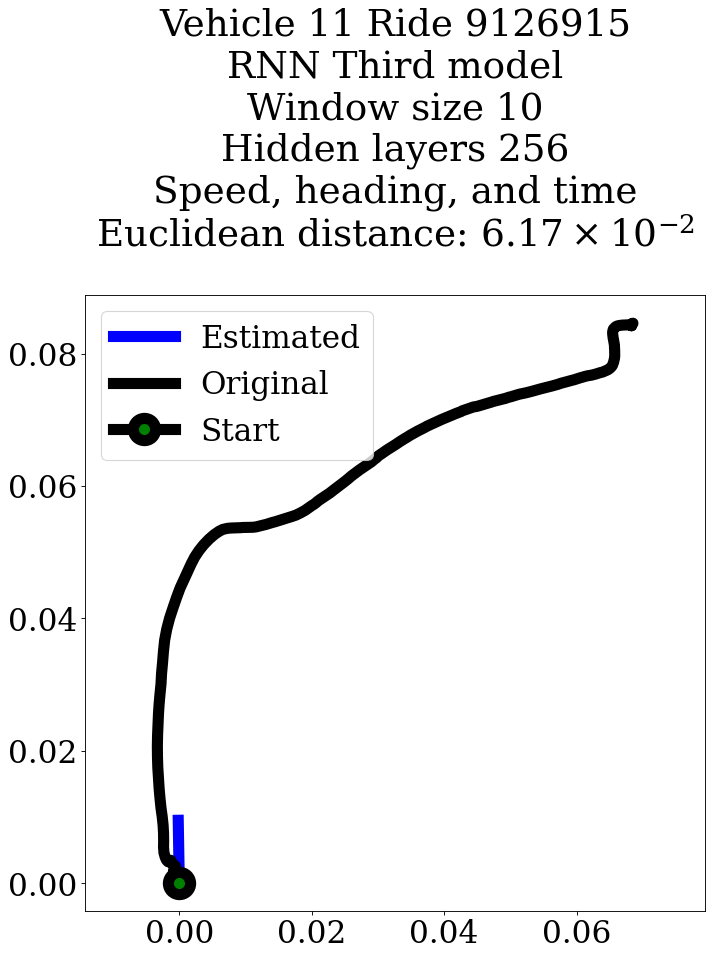 Vehicle 11 Ride 9126915
RNN Third model
Window size 10
Hidden layers 256
Speed, heading, and time
Euclidean distance: 6.17 × 10⁻²
Estimated
Original
Start
0.08
0.06
0.04
0.02
0.00
0.00 0.02 0.04 0.06